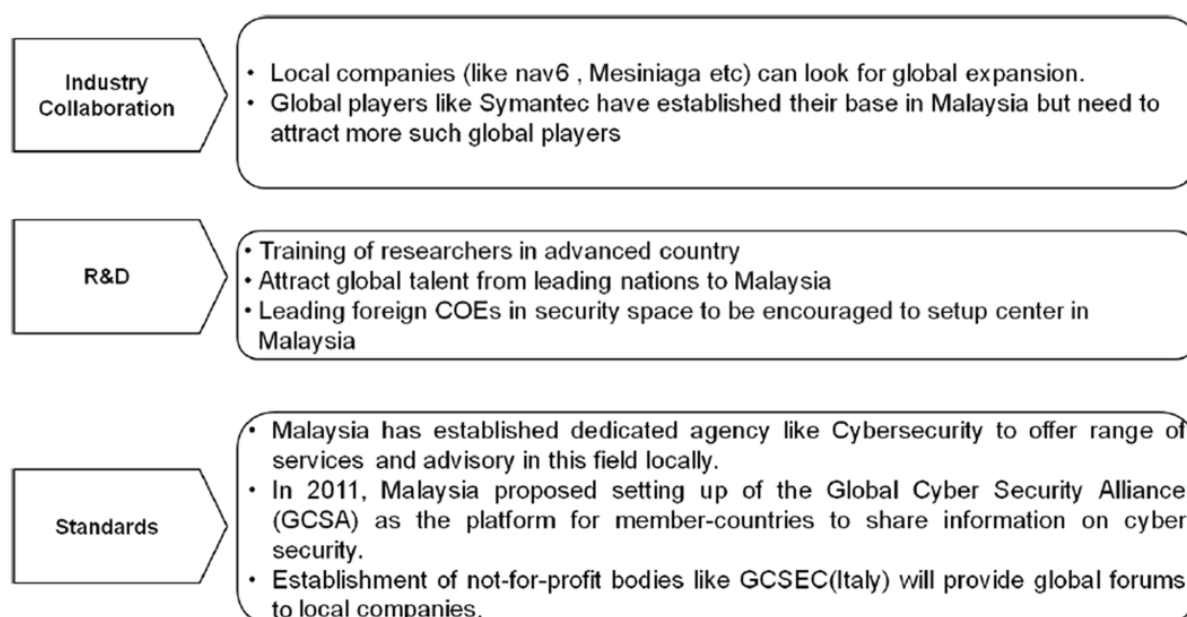 Industry
Collaboration
• Local companies (like nav6 , Mesiniaga etc) can look for global expansion.
• Global players like Symantec have established their base in Malaysia but need to
attract more such global players
R&D
• Training of researchers in advanced country
• Attract global talent from leading nations to Malaysia
• Leading foreign COEs in security space to be encouraged to setup center in
Malaysia
Standards
• Malaysia has established dedicated agency like Cybersecurity to offer range of
services and advisory in this field locally.
• In 2011, Malaysia proposed setting up of the Global Cyber Security Alliance
(GCSA) as the platform for member-countries to share information on cyber
security.
• Establishment of not-for-profit bodies like GCSEC(Italy) will provide global forums
to local companies.